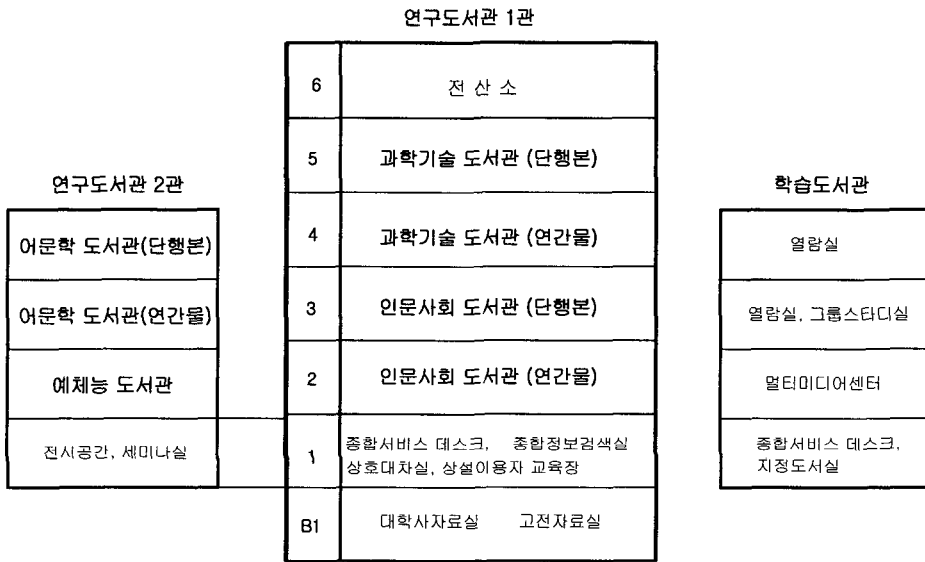 연구도서관 1관
6
전 산 소
5
과학기술 도서관 (단행본)
4
과학기술 도서관 (연간물)
3
인문사회 도서관 (단행본)
2
인문사회 도서관 (연간물)
1
종합서비스 데스크, 종합정보검색실
상호대차실, 상설이용자 교육장
B1
대학사자료실 고전자료실
연구도서관 2관
어문학 도서관(단행본)
어문학 도서관(연간물)
예체능 도서관
전시공간, 세미나실
학습도서관
열람실
열람실, 그룹스타디실
멀티미디어센터
종합서비스 데스크,
지정도서실